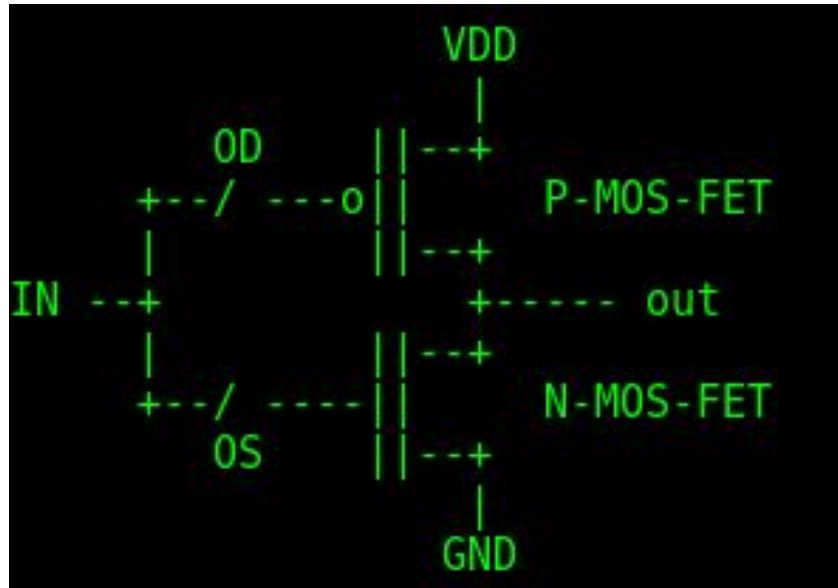 VDD
|
OD ||---+
+--/ ---o|| P-MOS-FET
| ||---+
IN ---+ +----- out
| ||---+
+--/ ----|| N-MOS-FET
OS ||---+
|
GND